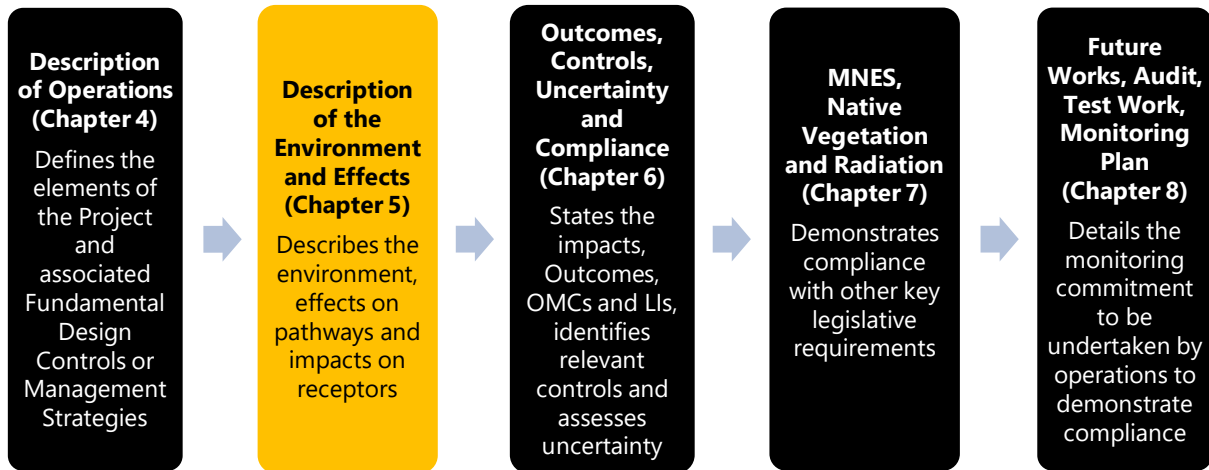 Description
of Operations
(Chapter 4)
Defines the
elements of
the Project
and
associated
Fundamental
Design
Controls or
Management
Strategies
Description
of the
Environment
and Effects
(Chapter 5)
Describes the
environment,
effects on
pathways and
impacts on
receptors
Outcomes,
Controls,
Uncertainty
and
Compliance
(Chapter 6)
States the
impacts,
Outcomes,
OMCs and LIs,
identifies
relevant
controls and
assesses
uncertainty
MNES,
Native
Vegetation
and Radiation
(Chapter 7)
Demonstrates
compliance
with other key
legislative
requirements
Future
Works, Audit,
Test Work,
Monitoring
Plan
(Chapter 8)
Details the
monitoring
commitment
to be
undertaken by
operations to
demonstrate
compliance